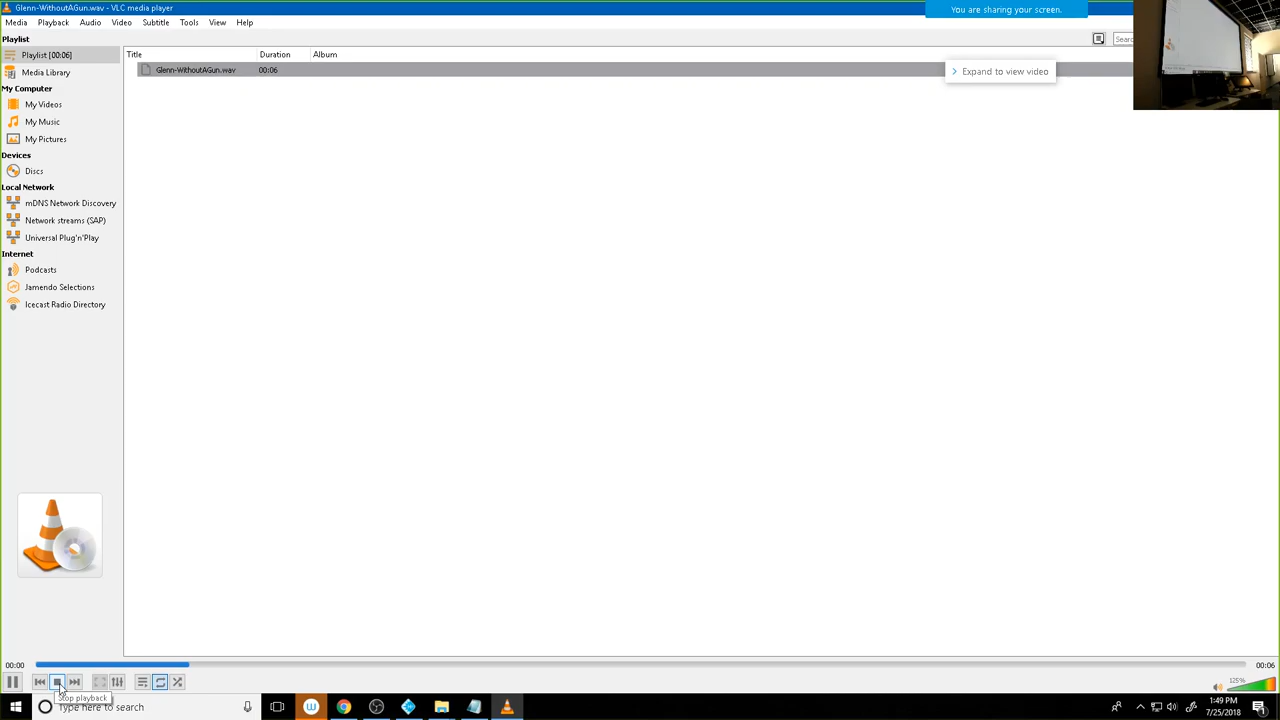 Glenn-WithoutAGun.wav - VLC media player
You are sharing your screen.
Media Playback Audio Video Subtitle Tools View Help
Playlist
Playlist [00:06]
Media Library
My Computer
My Videos
My Music
My Pictures
Devices
Discs
Local Network
mDNS Network Discovery
Network streams (SAP)
Universal Plug'n'Play
Internet
Podcasts
Jamendo Selections
Icecast Radio Directory
Title Duration Album
Sear
Glenn-WithoutAGun.wav 00:06
Expand to view video
00:00
00:06
125%
Stop playback
Type here to search
1:49 PM
7/25/2018